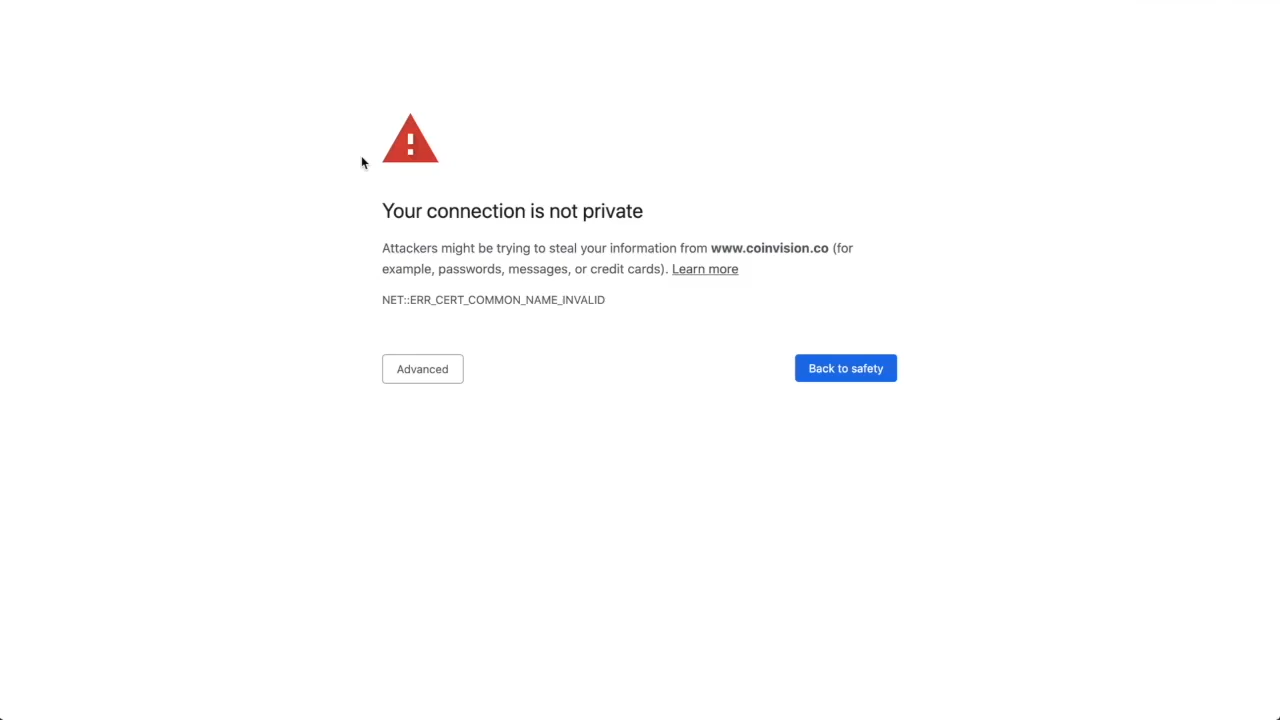 Your connection is not private
Attackers might be trying to steal your information from www.coinvision.co (for
example, passwords, messages, or credit cards). Learn more
NET::ERR_CERT_COMMON_NAME_INVALID
Advanced
Back to safety